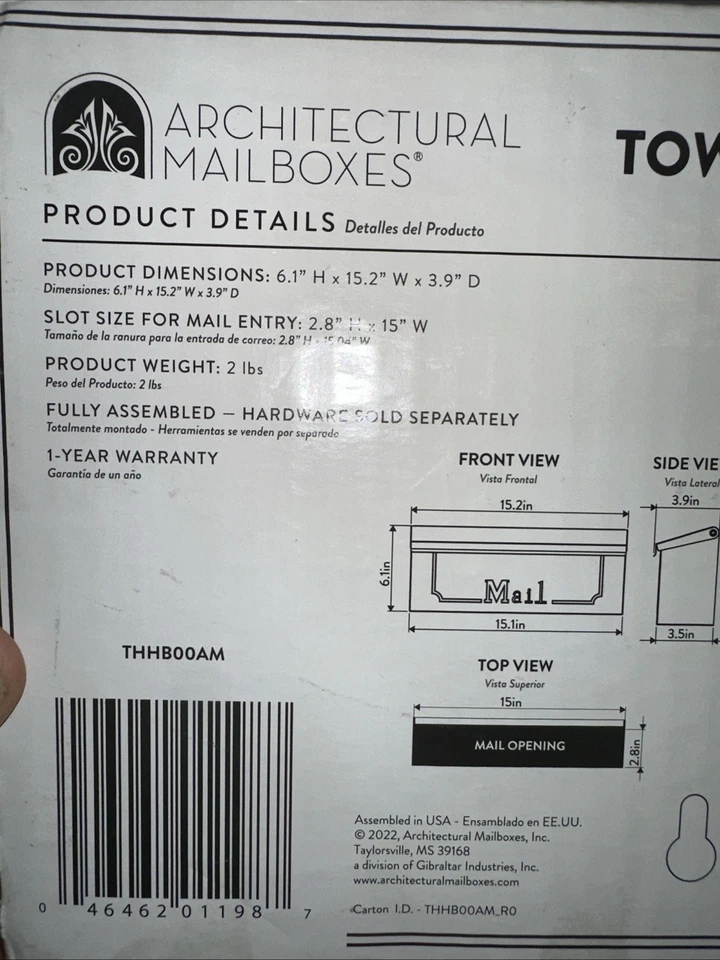 ARCHITECTURAL
MAILBOXES®
TOW
PRODUCT DETAILS Detalles del Producto
PRODUCT DIMENSIONS: 6.1" H x 15.2" W x 3.9" D
Dimensiones: 6.1" H x 15.2" W x 3.9" D
SLOT SIZE FOR MAIL ENTRY: 2.8" H x 15" W
Tamaño de la ranura para la entrada de correo: 2.8" H 15.04" W
PRODUCT WEIGHT: 2 lbs
Peso del Producto: 2 lbs
FULLY ASSEMBLED – HARDWARE SOLD SEPARATELY
Totalmente montado - Herramientas se venden por separado
1-YEAR WARRANTY
Garantía de un año
FRONT VIEW
Vista Frontal
15.2in
6.1in
Mail
15.1in
SIDE VIE
Vista Lateral
3.9in
3.5in
THHB00AM
TOP VIEW
Vista Superior
15in
MAIL OPENING
2.8in
0 46462 01198 7
Assembled in USA - Ensamblado en EE.UU.
© 2022, Architectural Mailboxes, Inc.
Taylorsville, MS 39168
a division of Gibraltar Industries, Inc.
www.architecturalmailboxes.com
Carton I.D. - THHB00AM_R0